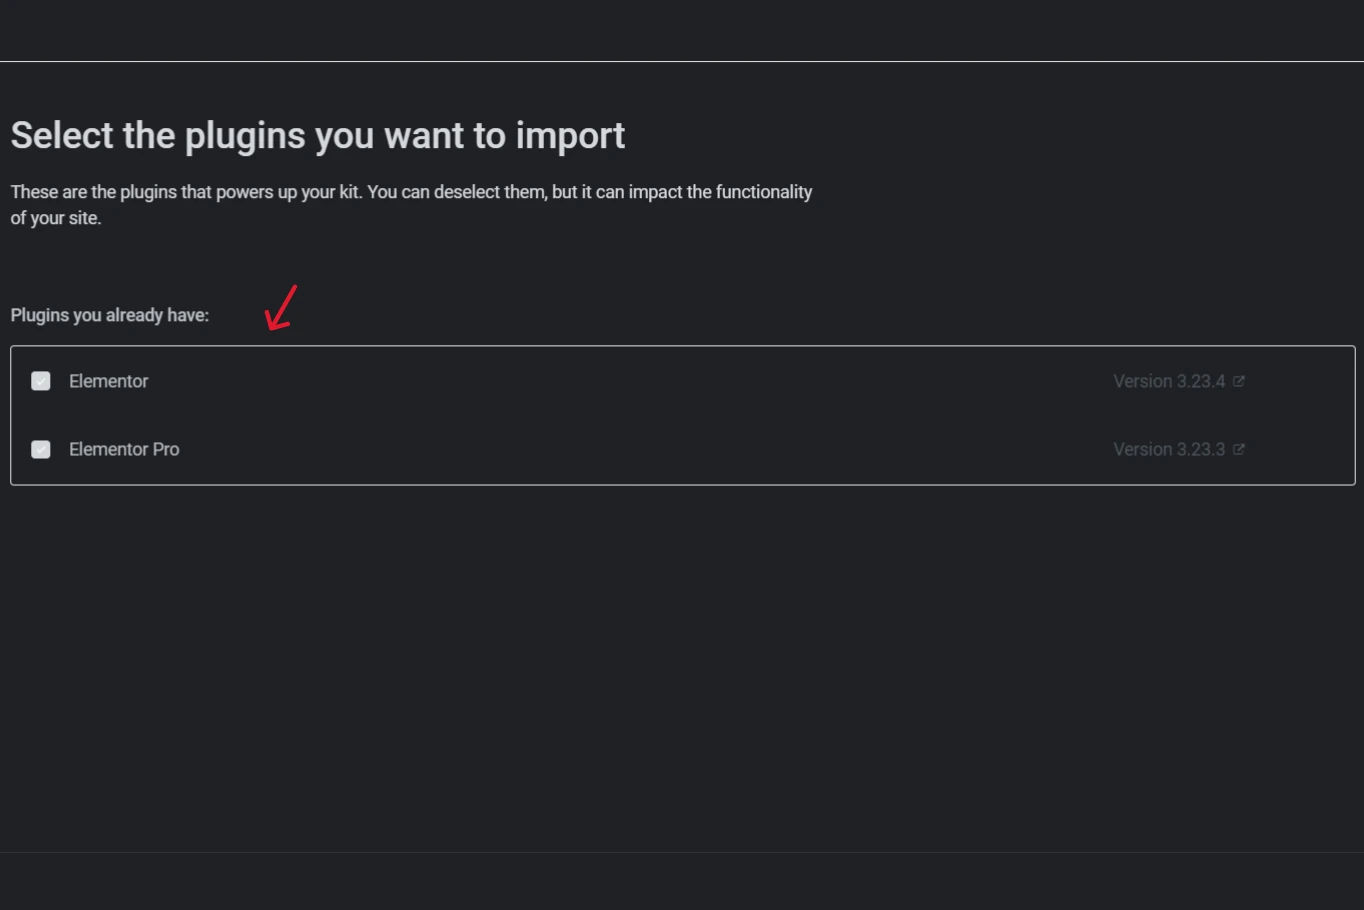 Select the plugins you want to import
These are the plugins that powers up your kit. You can deselect them, but it can impact the functionality
of your site.
Plugins you already have:
Elementor Version 3.23.4
Elementor Pro Version 3.23.3